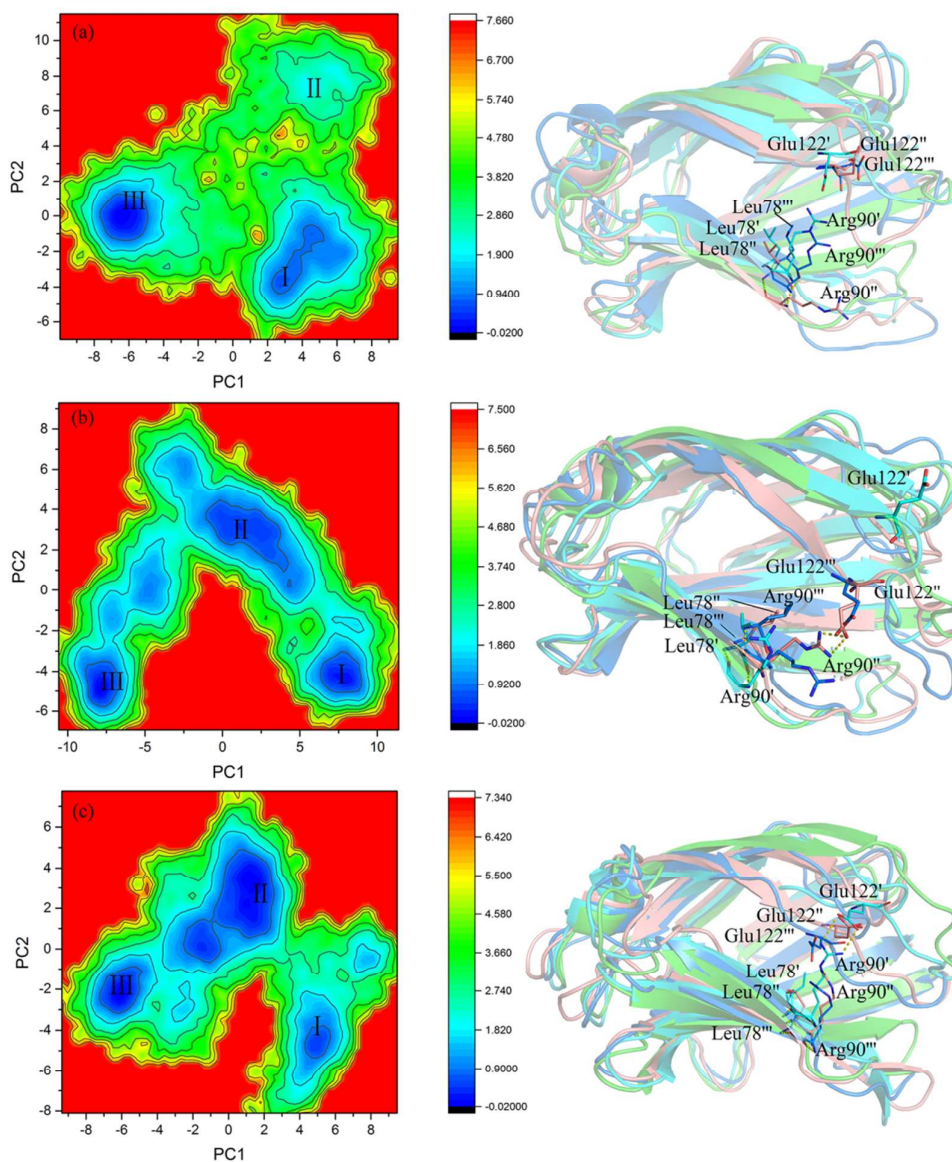 (a)
10
8
6
4
2
0
-2
-4
-6
PC2
-8 -6 -4 -2 0 2 4 6 8
PC1
I
II
III
7.660
6.700
5.740
4.780
3.820
2.860
1.900
0.9400
-0.0200
Glu122' Glu122''
Glu122'''
Leu78'''
Leu78' Arg90'
Leu78'' Arg90'''
Arg90''
(b)
8
6
4
2
0
-2
-4
-6
PC2
-10 -5 0 5 10
PC1
II
III
I
7.500
6.560
5.620
4.680
3.740
2.800
1.860
0.9200
-0.0200
Glu122'
Glu122'''
Leu78'' Arg90''' Glu122''
Leu78'''
Leu78'
Arg90''
Arg90'
(c)
6
4
2
0
-2
-4
-6
-8
PC2
-8 -6 -4 -2 0 2 4 6 8
PC1
II
III
I
7.340
6.420
5.500
4.580
3.660
2.740
1.820
0.9000
-0.02000
Glu122'
Glu122''
Glu122'''
Leu78' Arg90'
Leu78'' Arg90''
Leu78'''
Arg90'''